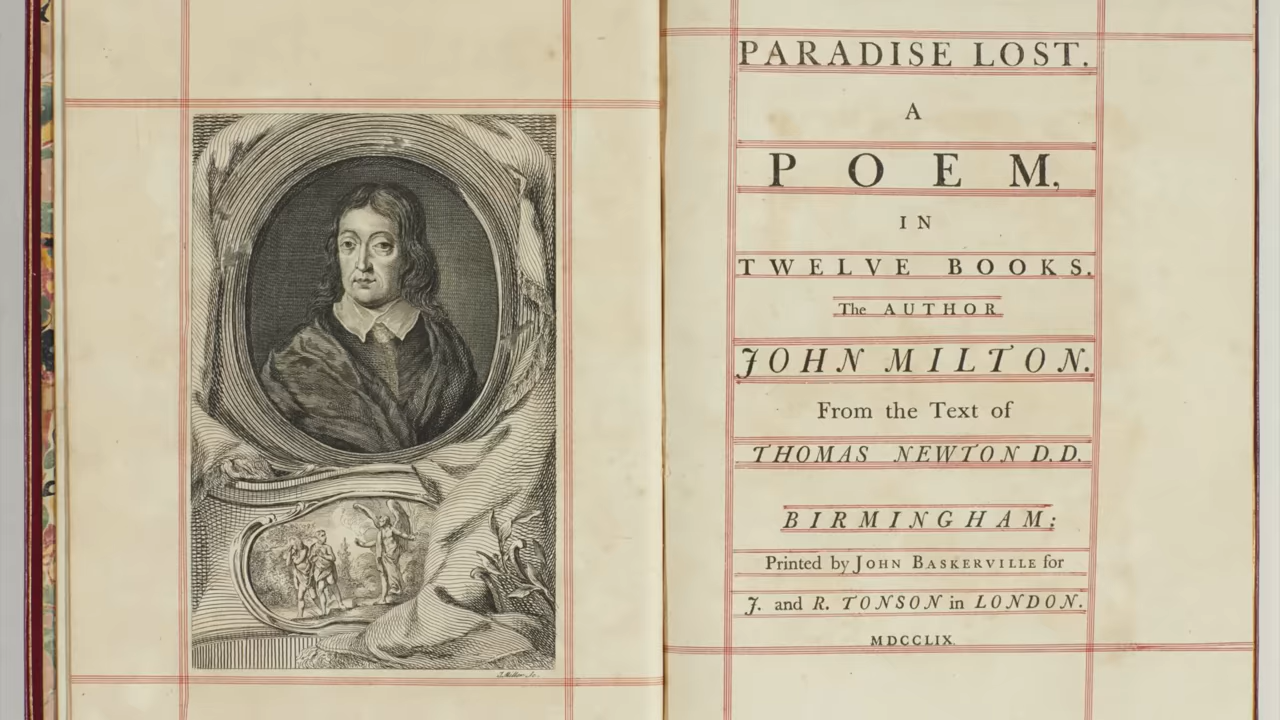 PARADISE LOST.
A
POEM,
IN
TWELVE BOOKS.
The AUTHOR
JOHN MILTON.
From the Text of
THOMAS NEWTON D.D.
BIRMINGHAM:
Printed by JOHN BASKERVILLE for
J. and R. TONSON in LONDON.
MDCCLIX.